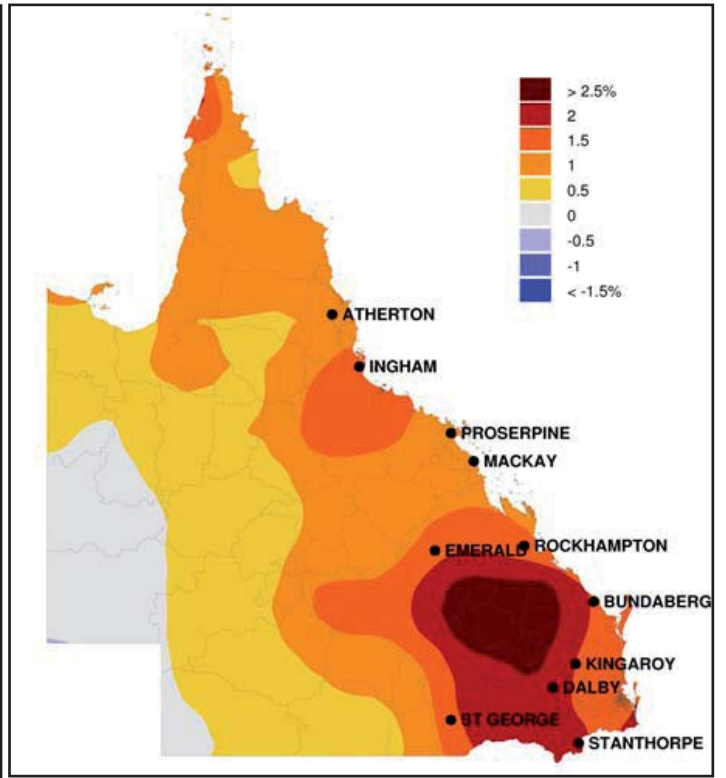 > 2.5%
2
1.5
1
0.5
0
-0.5
-1
< -1.5%
ATHERTON
INGHAM
PROSERPINE
MACKAY
EMERALD
ROCKHAMPTON
BUNDABERG
KINGAROY
DALBY
ST GEORGE
STANTHORPE